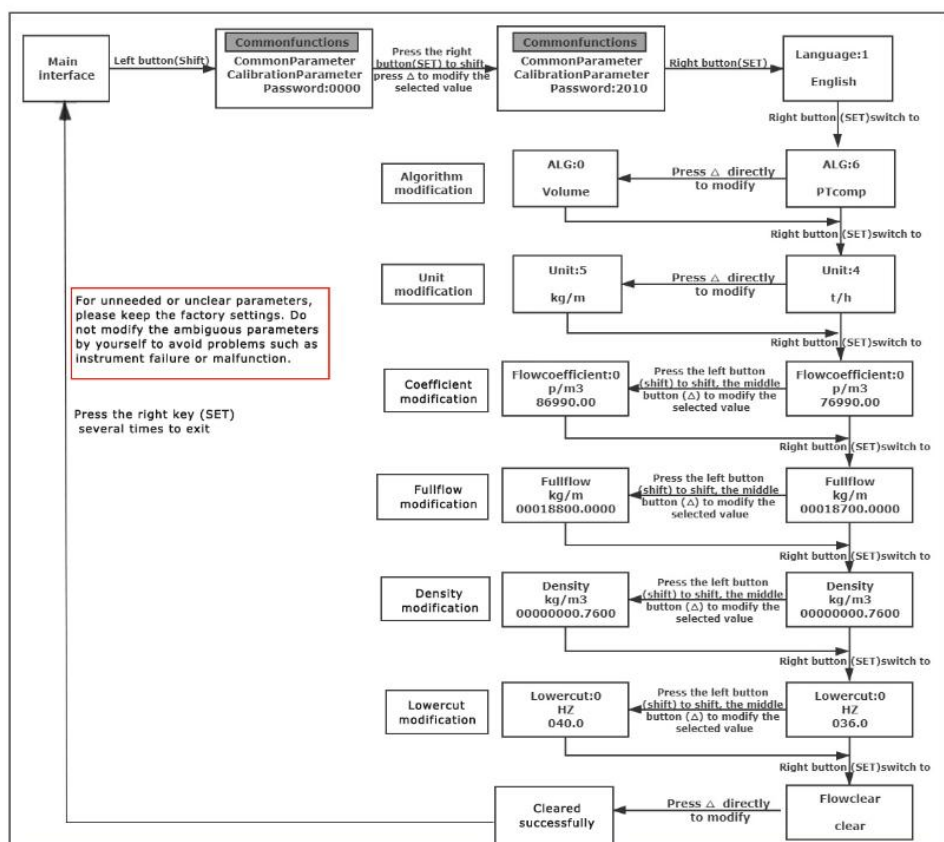 Main
interface
Left button(Shift)
Commonfunctions
CommonParameter
CalibrationParameter
Password:0000
Press the right
button(SET) to shift
press △ to modify the
selected value
Commonfunctions
CommonParameter
CalibrationParameter
Password:2010
Right button(SET)
Language:1
English
Right button (SET)switch to
Algorithm
modification
ALG:0
Volume
Press △ directly
to modify
ALG:6
PTcomp
Right button (SET)switch to
Unit
modification
Unit:5
kg/m
Press △ directly
to modify
Unit:4
t/h
Right button (SET)switch to
For unneeded or unclear parameters,
please keep the factory settings. Do
not modify the ambiguous parameters
by yourself to avoid problems such as
instrument failure or malfunction.
Press the right key (SET)
several times to exit
Coefficient
modification
Flowcoefficient:0
p/m3
86990.00
Press the left button
(shift) to shift, the middle
button (△) to modify the
selected value
Flowcoefficient:0
p/m3
76990.00
Right button (SET)switch to
Fullflow
modification
Fullflow
kg/m
00018800.0000
Press the left button
(shift) to shift, the middle
button (△) to modify the
selected value
Fullflow
kg/m
00018700.0000
Right button (SET)switch to
Density
modification
Density
kg/m3
00000000.7600
Press the left button
(shift) to shift, the middle
button (△) to modify the
selected value
Density
kg/m3
00000000.7600
Right button (SET)switch to
Lowercut
modification
Lowercut:0
HZ
040.0
Press the left button
(shift) to shift, the middle
button (△) to modify the
selected value
Lowercut:0
HZ
036.0
Right button (SET)switch to
Cleared
successfully
Press △ directly
to modify
Flowclear
clear